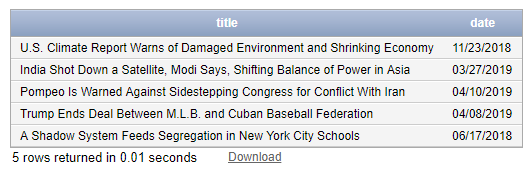 title date
U.S. Climate Report Warns of Damaged Environment and Shrinking Economy 11/23/2018
India Shot Down a Satellite, Modi Says, Shifting Balance of Power in Asia 03/27/2019
Pompeo Is Warned Against Sidestepping Congress for Conflict With Iran 04/10/2019
Trump Ends Deal Between M.L.B. and Cuban Baseball Federation 04/08/2019
A Shadow System Feeds Segregation in New York City Schools 06/17/2018
5 rows returned in 0.01 seconds Download